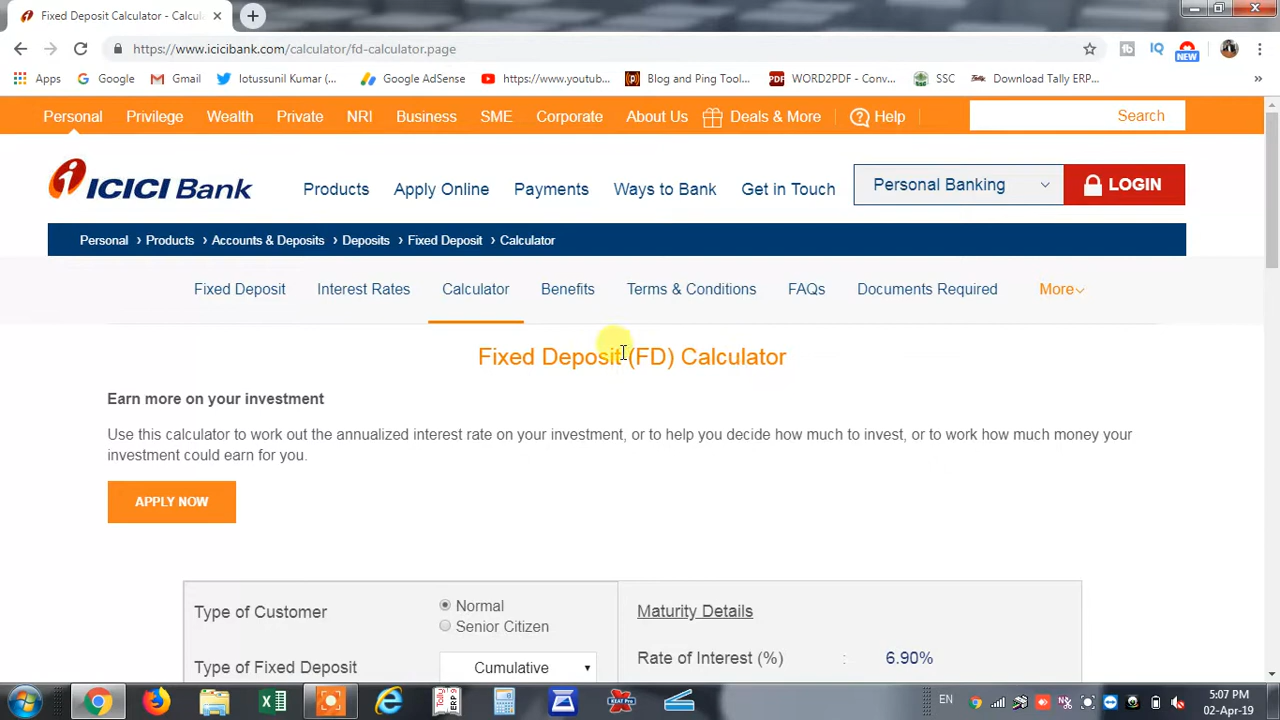 Fixed Deposit Calculator - Calcul
https://www.icicibank.com/calculator/fd-calculator.page
NEW
Apps Google Gmail lotussunil Kumar (... Google AdSense https://www.youtub... Blog and Ping Tool... WORD2PDF - Conv... SSC Download Tally ERP...
Personal Privilege Wealth Private NRI Business SME Corporate About Us Deals & More Help Search
ICICI Bank Products Apply Online Payments Ways to Bank Get in Touch Personal Banking LOGIN
Personal › Products › Accounts & Deposits › Deposits › Fixed Deposit › Calculator
Fixed Deposit Interest Rates Calculator Benefits Terms & Conditions FAQs Documents Required More
Fixed Deposit (FD) Calculator
Earn more on your investment
Use this calculator to work out the annualized interest rate on your investment, or to help you decide how much to invest, or to work how much money your
investment could earn for you.
APPLY NOW
Type of Customer Normal Maturity Details
Senior Citizen
Type of Fixed Deposit Cumulative Rate of Interest (%) : 6.90%
EN 5:07 PM
02-Apr-19